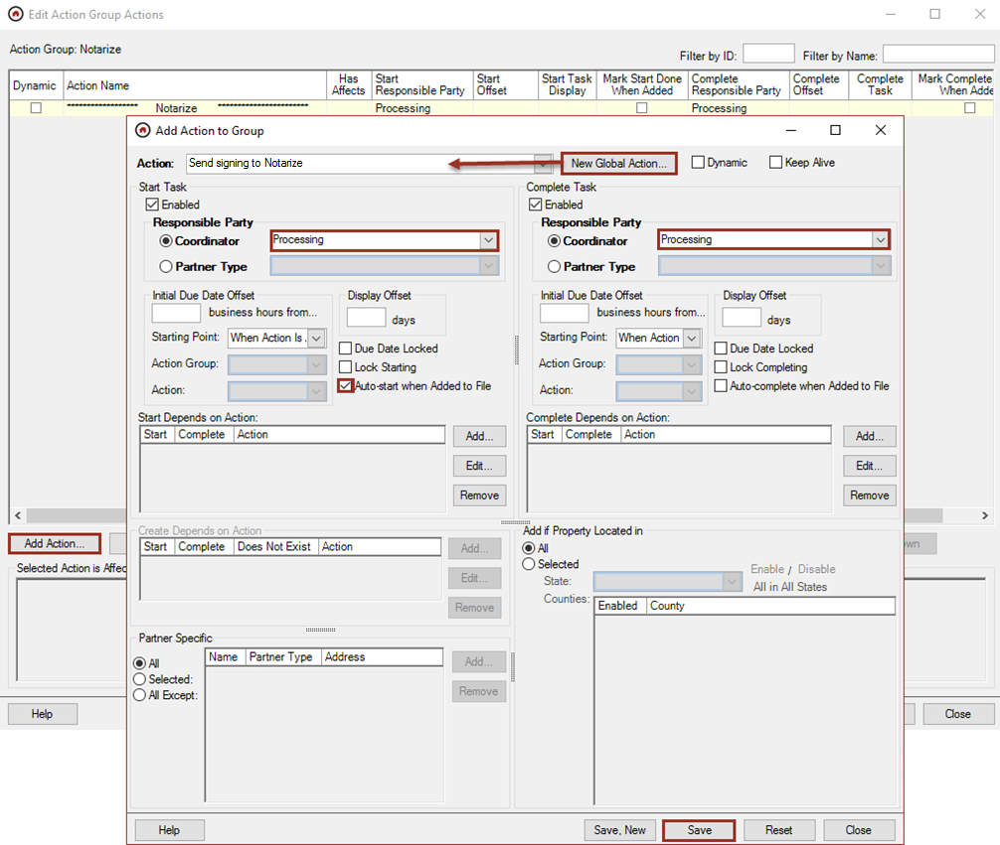 Edit Action Group Actions
Action Group: Notarize
Filter by ID: Filter by Name:
Dynamic Action Name Has Affects Start Responsible Party Start Offset Start Task Display Mark Start Done When Added Complete Responsible Party Complete Offset Complete Task Mark Complete When Adde
******************* Notarize ************************ Processing Processing
Add Action to Group
Action: Send signing to Notarize New Global Action... Dynamic Keep Alive
Start Task
Enabled
Responsible Party
Coordinator Processing
Partner Type
Initial Due Date Offset Display Offset
business hours from... days
Starting Point: When Action Is . Due Date Locked
Action Group: Lock Starting
Action: Auto-start when Added to File
Start Depends on Action:
Start Complete Action Add...
Edit...
Remove
Complete Task
Enabled
Responsible Party
Coordinator Processing
Partner Type
Initial Due Date Offset Display Offset
business hours from... days
Starting Point: When Action Due Date Locked
Action Group: Lock Completing
Action: Auto-complete when Added to File
Complete Depends on Action:
Start Complete Action Add...
Edit...
Remove
Create Depends on Action
Start Complete Does Not Exist Action Add...
Edit...
Remove
Partner Specific
All
Selected:
All Except:
Name Partner Type Address Add...
Remove
Add if Property Located in
All
Selected
State: Enable / Disable
All in All States
Counties: Enabled County
Add Action... own
Selected Action is Affec
Help Close
Help Save, New Save Reset Close